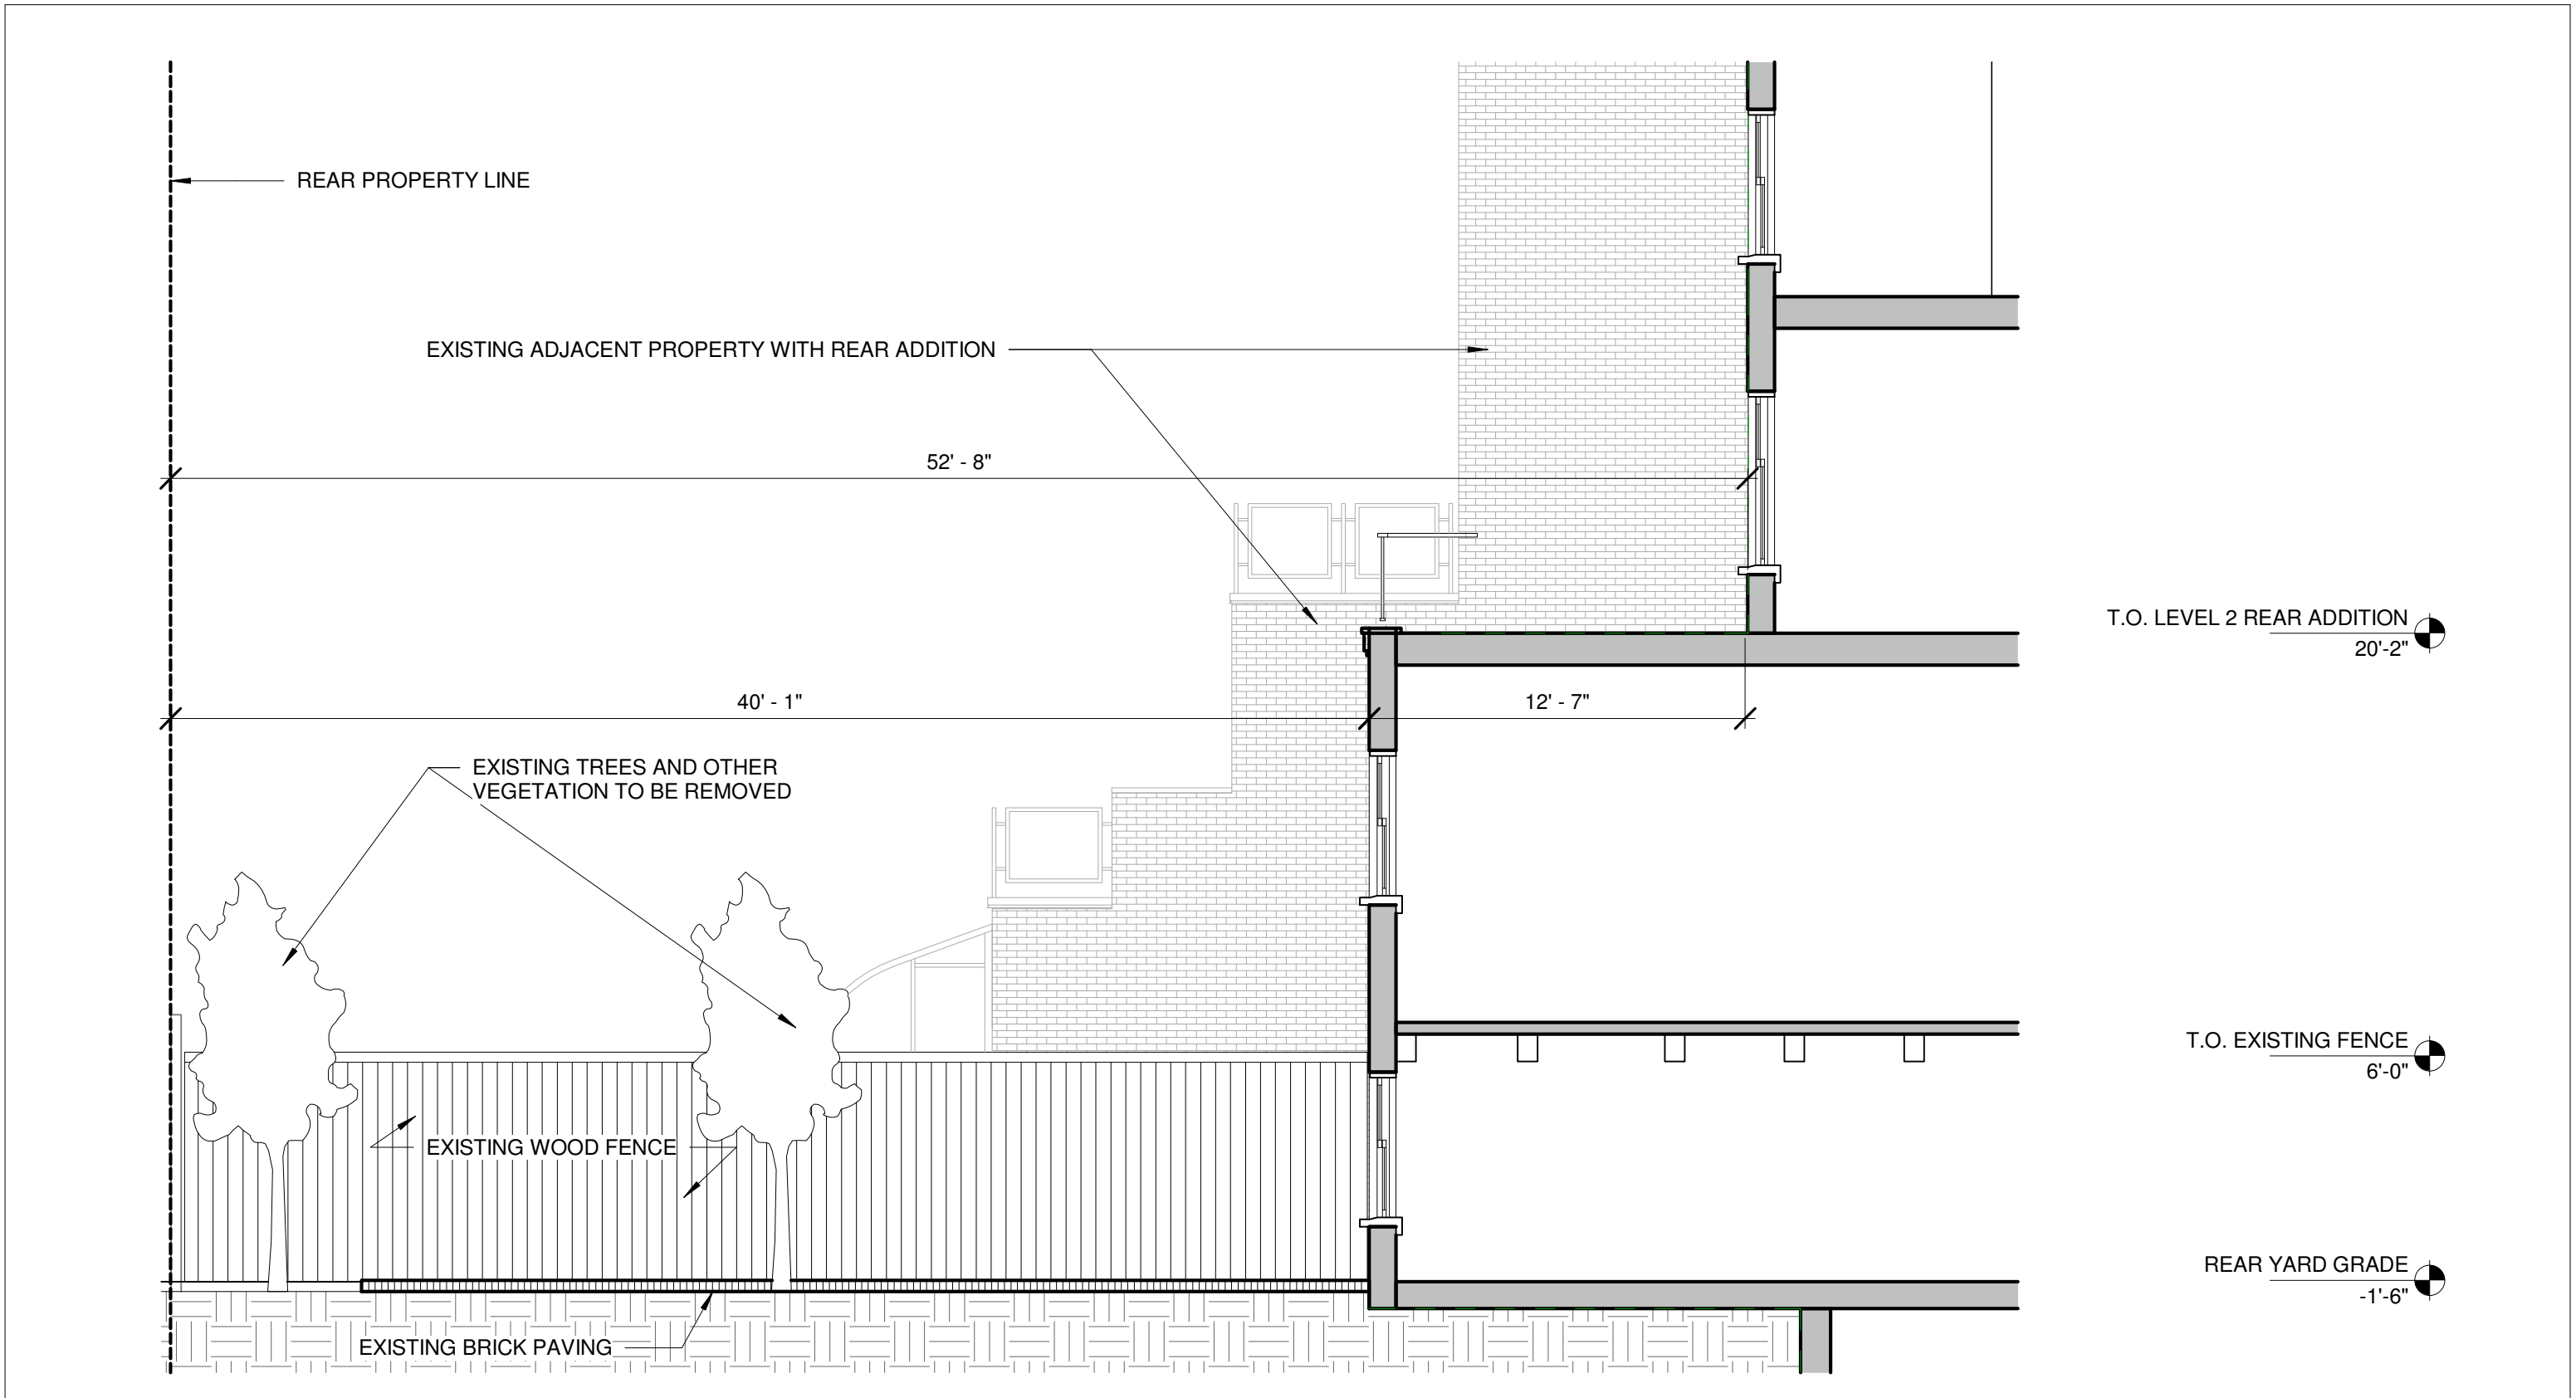 REAR PROPERTY LINE
EXISTING ADJACENT PROPERTY WITH REAR ADDITION
52' - 8"
T.O. LEVEL 2 REAR ADDITION
20'-2"
40' - 1"
12' - 7"
EXISTING TREES AND OTHER
VEGETATION TO BE REMOVED
T.O. EXISTING FENCE
6'-0"
EXISTING WOOD FENCE
REAR YARD GRADE
-1'-6"
EXISTING BRICK PAVING